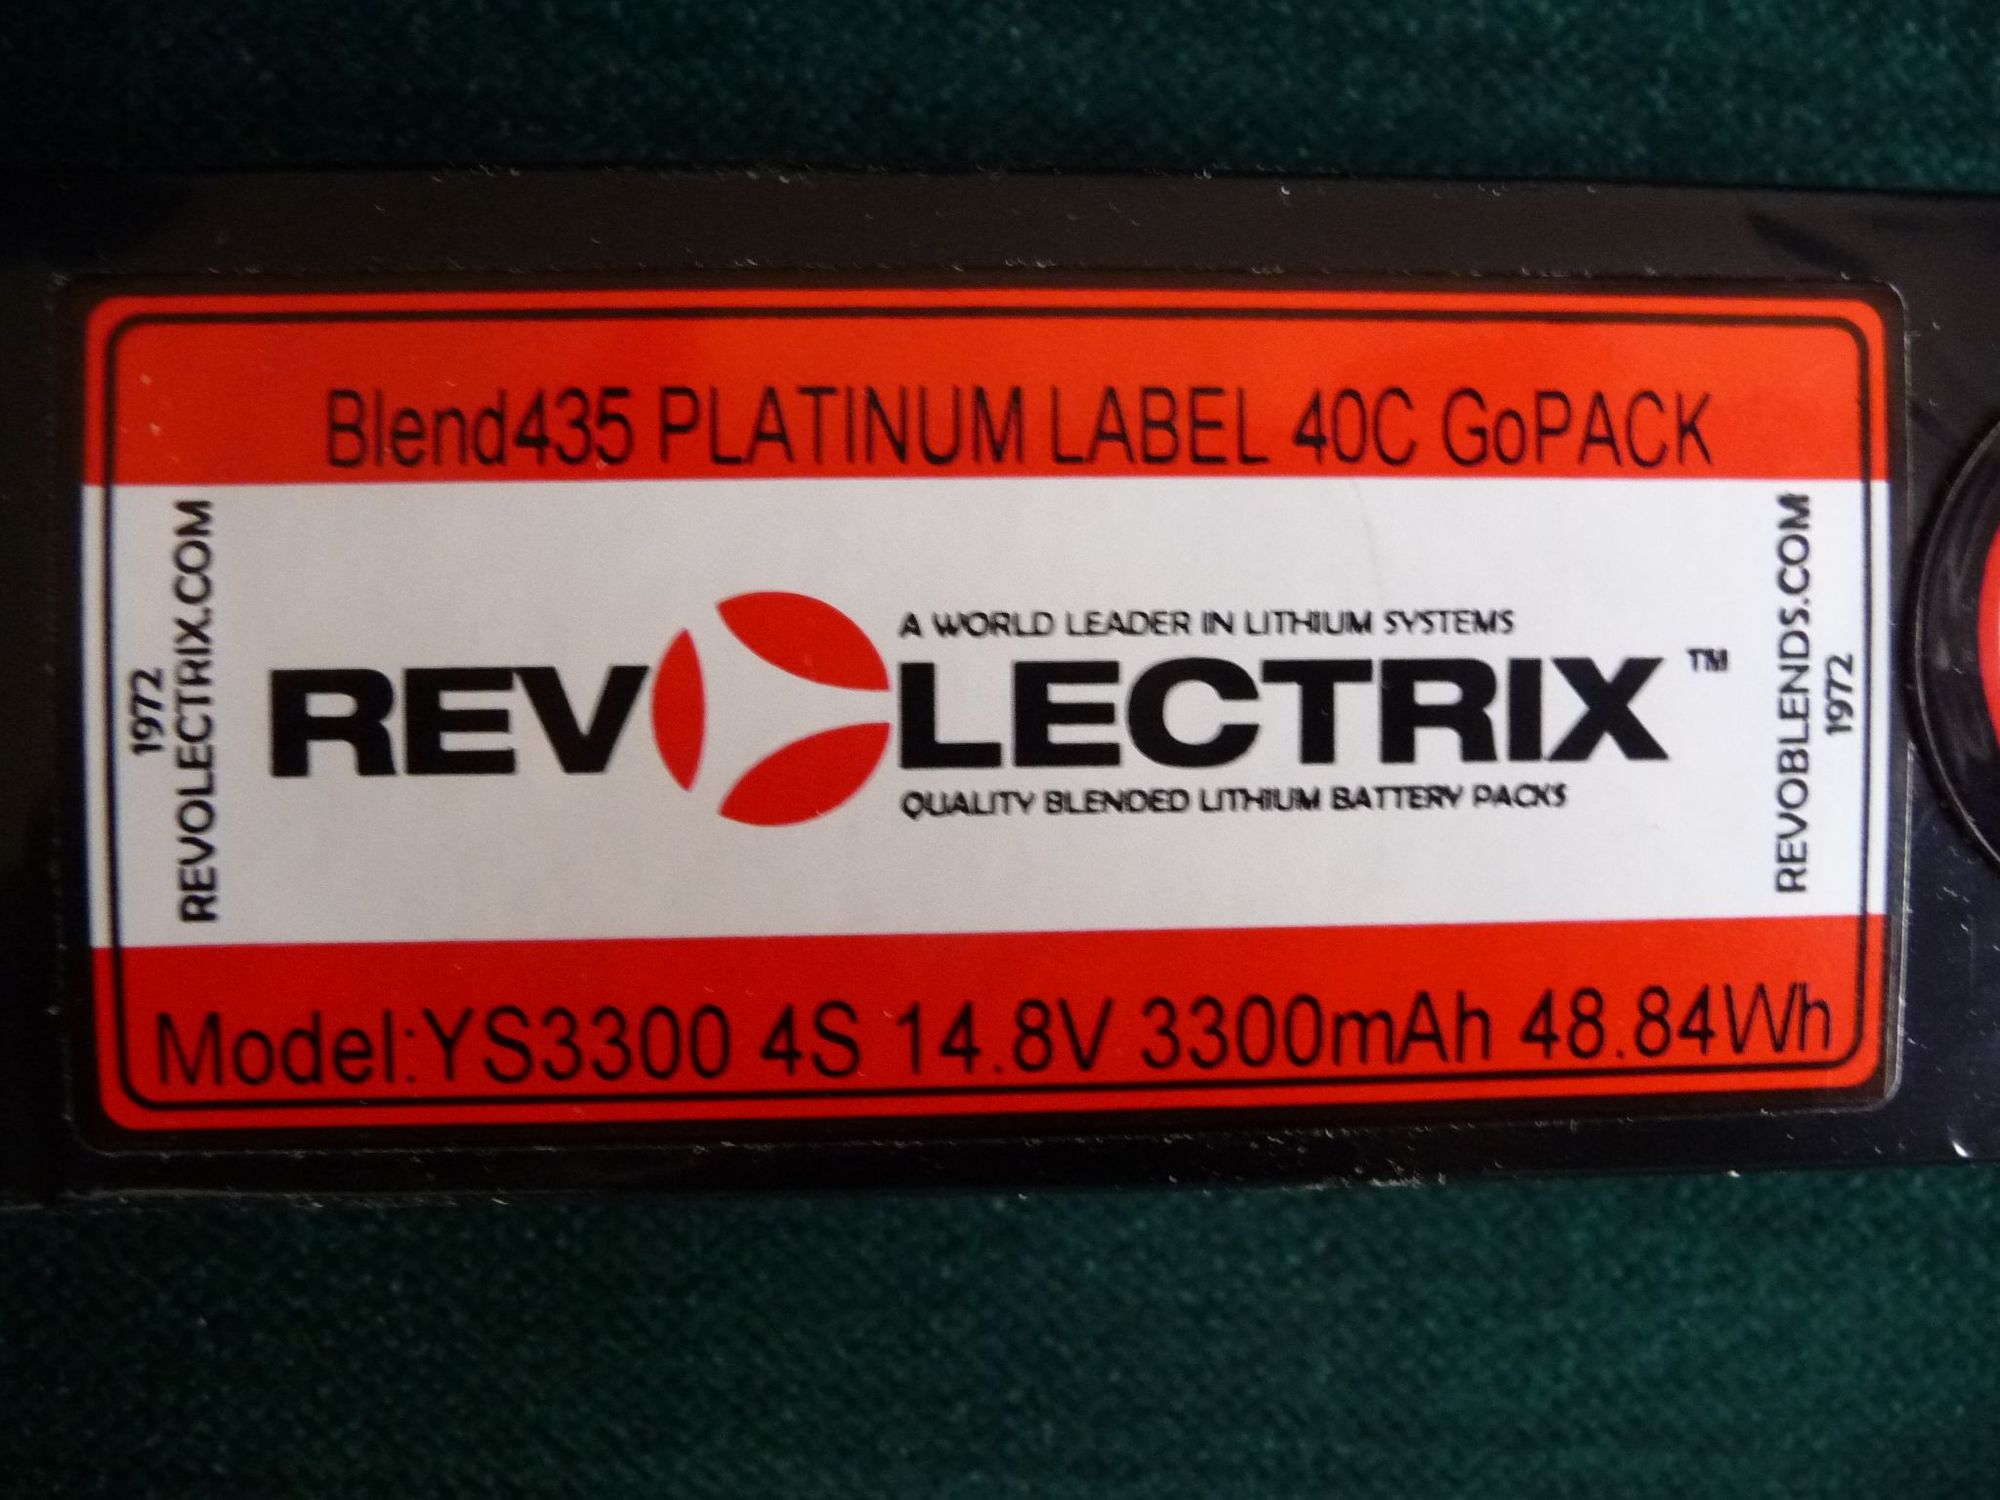 Blend435 PLATINUM LABEL 40C GoPACK
1972
REVOLECTRIX.COM
A WORLD LEADER IN LITHIUM SYSTEMS
REVOLECTRIX™
QUALITY BLENDED LITHIUM BATTERY PACKS
REVOBLENDS.COM
1972
Model:YS3300 4S 14.8V 3300mAh 48.84Wh